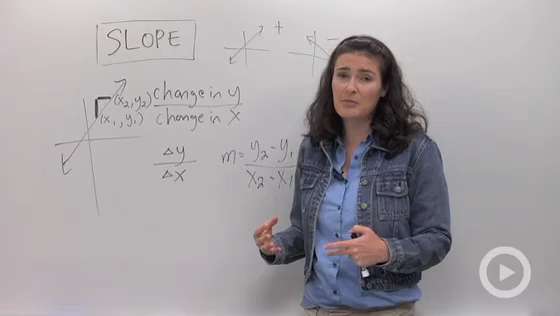 SLOPE
+
−
(x₂,y₂) change in y
(x₁,y₁) change in x
Δy
Δx
m = y₂ - y₁
x₂ - x₁